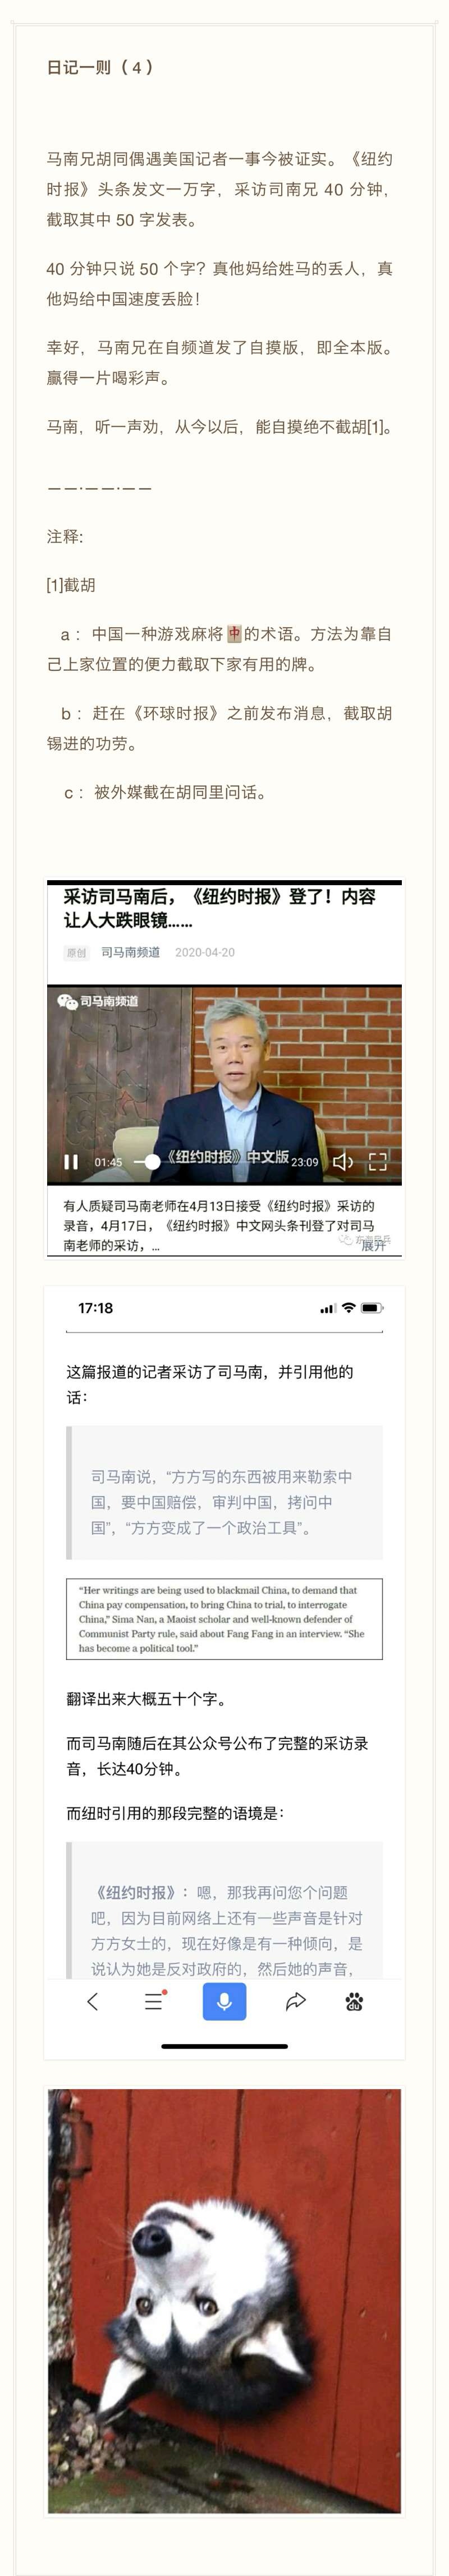 日记一则（4）
马南兄胡同偶遇美国记者一事今被证实。《纽约
时报》头条发文一万字，采访司南兄 40 分钟，
截取其中 50 字发表。
40 分钟只说 50 个字？真他妈给姓马的丢人，真
他妈给中国速度丢脸！
幸好，马南兄在自频道发了自摸版，即全本版。
赢得一片喝彩声。
马南，听一声劝，从今以后，能自摸绝不截胡[1]。
——·——·——
注释:
[1]截胡
a：中国一种游戏麻将🀄的术语。方法为靠自
己上家位置的便力截取下家有用的牌。
b：赶在《环球时报》之前发布消息，截取胡
锡进的功劳。
c：被外媒截在胡同里问话。
采访司马南后，《纽约时报》登了！内容
让人大跌眼镜……
原创 司马南频道 2020-04-20
司马南频道
01:45 《纽约时报》中文版 23:09
有人质疑司马南老师在4月13日接受《纽约时报》采访的
录音，4月17日，《纽约时报》中文网头条刊登了对司马
南老师的采访，...
展开
17:18
这篇报道的记者采访了司马南，并引用他的
话：
司马南说，“方方写的东西被用来勒索中
国，要中国赔偿，审判中国，拷问中
国”，“方方变成了一个政治工具”。
“Her writings are being used to blackmail China, to demand that
China pay compensation, to bring China to trial, to interrogate
China,” Sima Nan, a Maoist scholar and well-known defender of
Communist Party rule, said about Fang Fang in an interview. “She
has become a political tool.”
翻译出来大概五十个字。
而司马南随后在其公众号公布了完整的采访录
音，长达40分钟。
而纽时引用的那段完整的语境是：
《纽约时报》：嗯，那我再问您个问题
吧，因为目前网络上还有一些声音是针对
方方女士的，现在好像是有一种倾向，是
说认为她是反对政府的，然后她的声音，
du